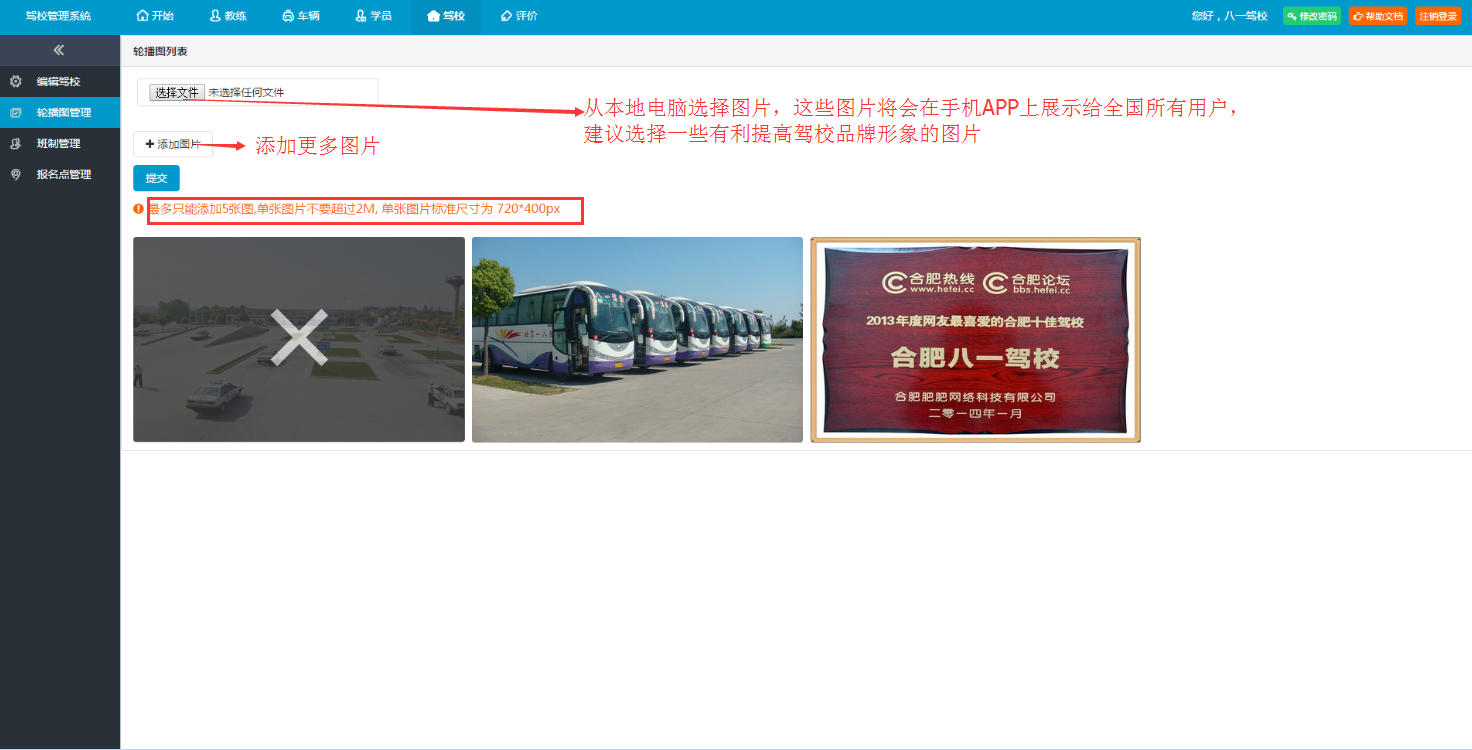 驾校管理系统
开始
教练
车辆
学员
驾校
评价
您好，八一驾校
修改密码
帮助文档
注销登录
轮播图列表
编辑驾校
轮播图管理
班制管理
报名点管理
选择文件 未选择任何文件
从本地电脑选择图片，这些图片将会在手机APP上展示给全国所有用户，
建议选择一些有利提高驾校品牌形象的图片
添加图片
添加更多图片
提交
最多只能添加5张图,单张图片不要超过2M, 单张图片标准尺寸为 720*400px
合肥热线
www.hefei.cc
合肥论坛
bbs.hefei.cc
2013年度网友最喜爱的合肥十佳驾校
合肥八一驾校
合肥肥肥网络科技有限公司
二零一四年一月